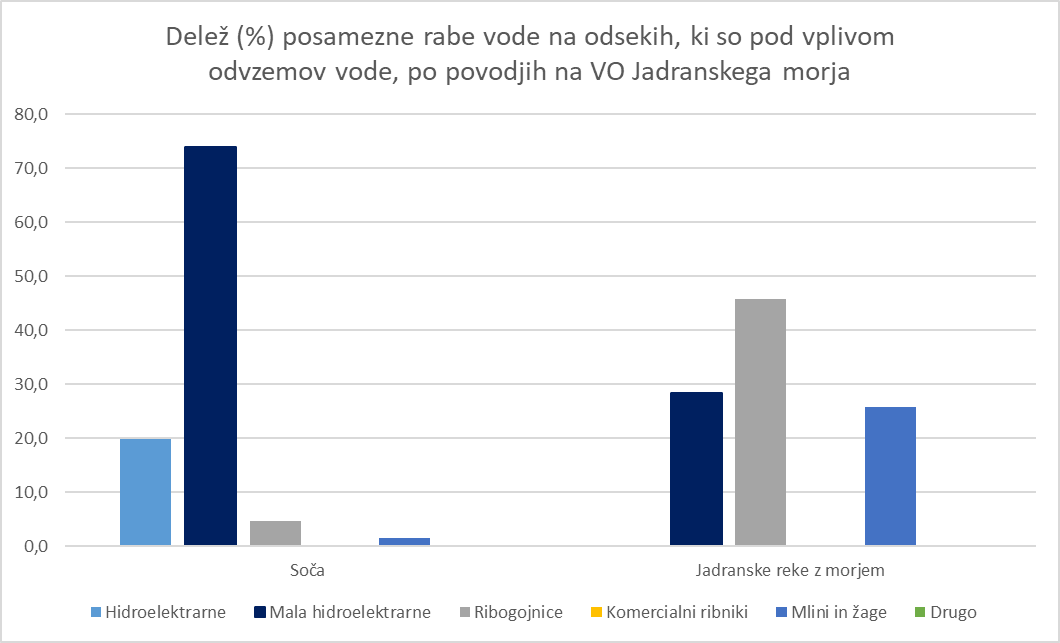 Delež (%) posamezne rabe vode na odsekih, ki so pod vplivom
odvzemov vode, po povodjih na VO Jadranskega morja
80,0
70,0
60,0
50,0
40,0
30,0
20,0
10,0
0,0
Soča Jadranske reke z morjem
Hidroelektrarne Mala hidroelektrarne Ribogojnice Komercialni ribniki Mlini in žage Drugo